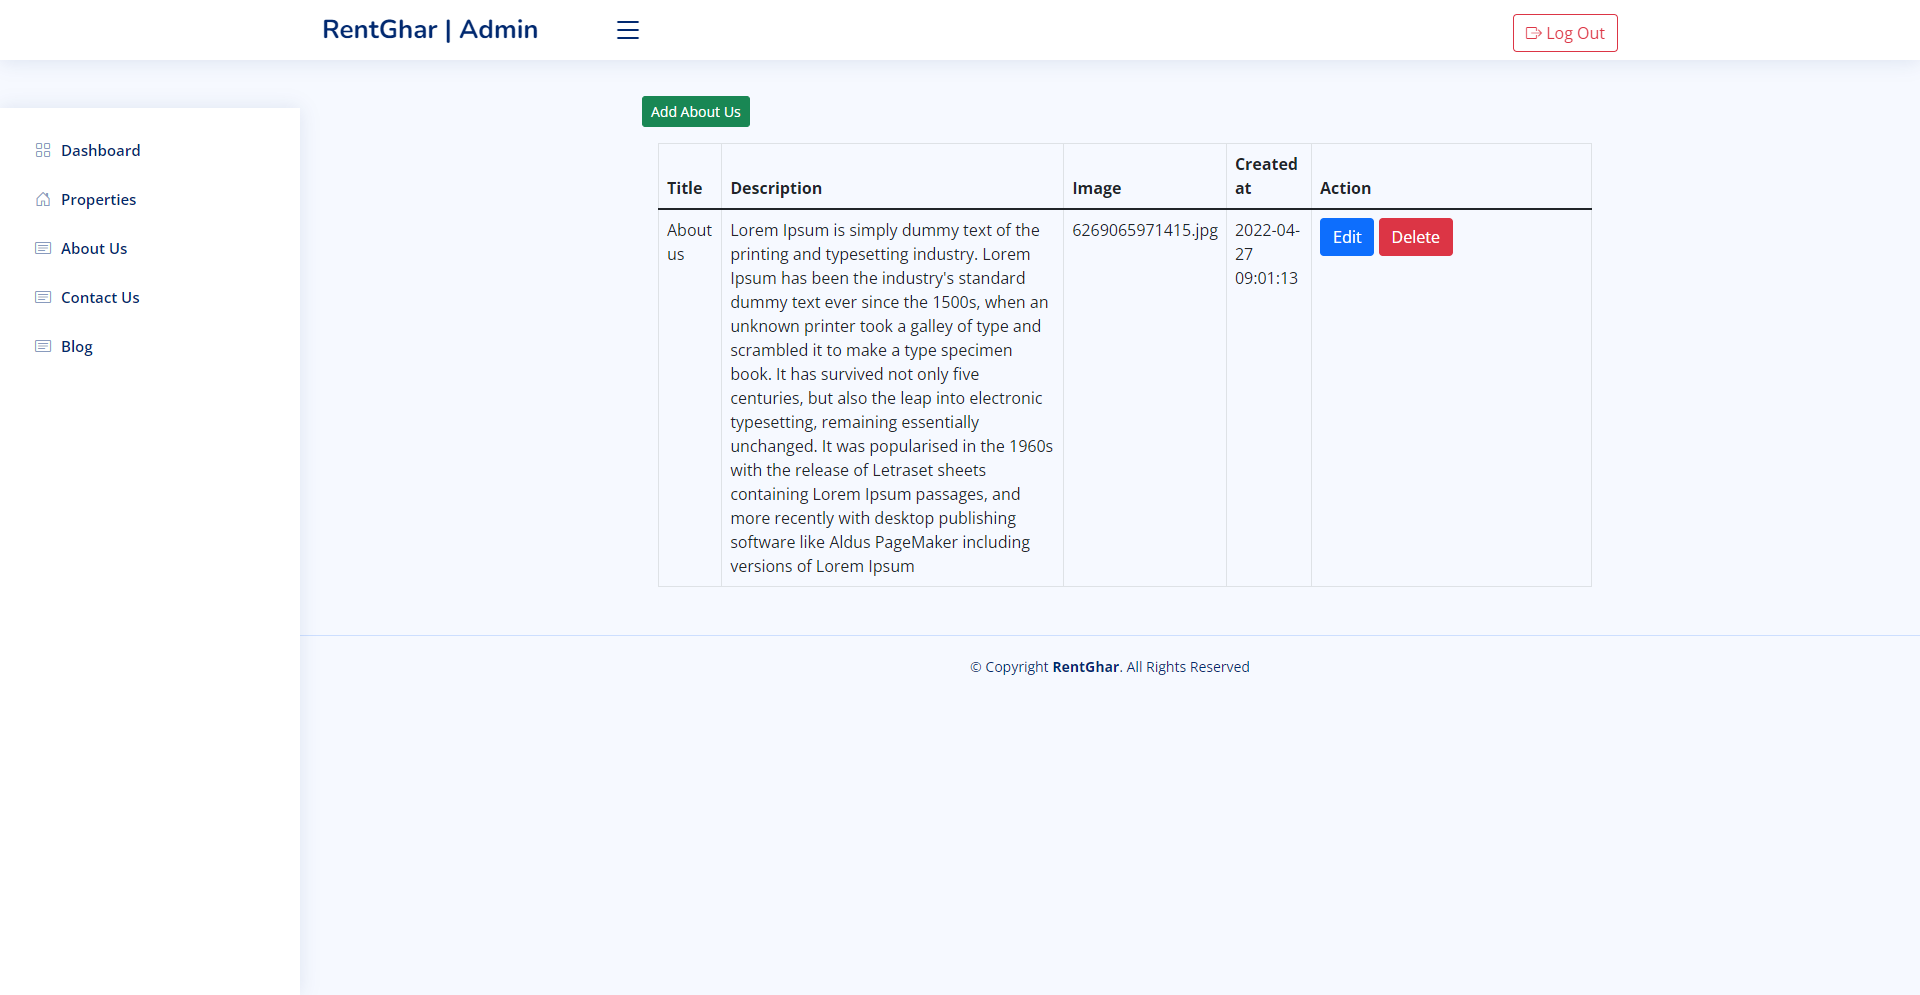 RentGhar | Admin
Log Out
Dashboard
Properties
About Us
Contact Us
Blog
Add About Us
Title
Description
Image
Created
at
Action
About
us
Lorem Ipsum is simply dummy text of the
printing and typesetting industry. Lorem
Ipsum has been the industry's standard
dummy text ever since the 1500s, when an
unknown printer took a galley of type and
scrambled it to make a type specimen
book. It has survived not only five
centuries, but also the leap into electronic
typesetting, remaining essentially
unchanged. It was popularised in the 1960s
with the release of Letraset sheets
containing Lorem Ipsum passages, and
more recently with desktop publishing
software like Aldus PageMaker including
versions of Lorem Ipsum
6269065971415.jpg
2022-04-
27
09:01:13
Edit
Delete
© Copyright RentGhar. All Rights Reserved